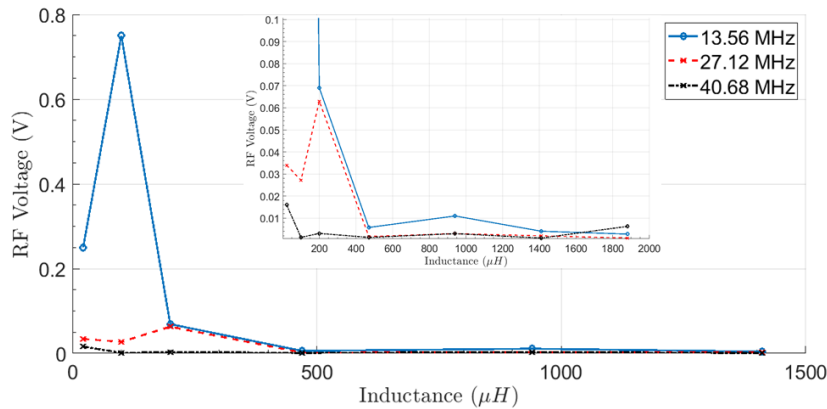 0.8
0.6
0.4
0.2
0
RF Voltage (V)
0
500
1000
1500
Inductance (μH)
0.1
0.09
0.08
0.07
0.06
0.05
0.04
0.03
0.02
0.01
RF Voltage (V)
200 400 600 800 1000 1200 1400 1600 1800 2000
Inductance (μH)
13.56 MHz
27.12 MHz
40.68 MHz